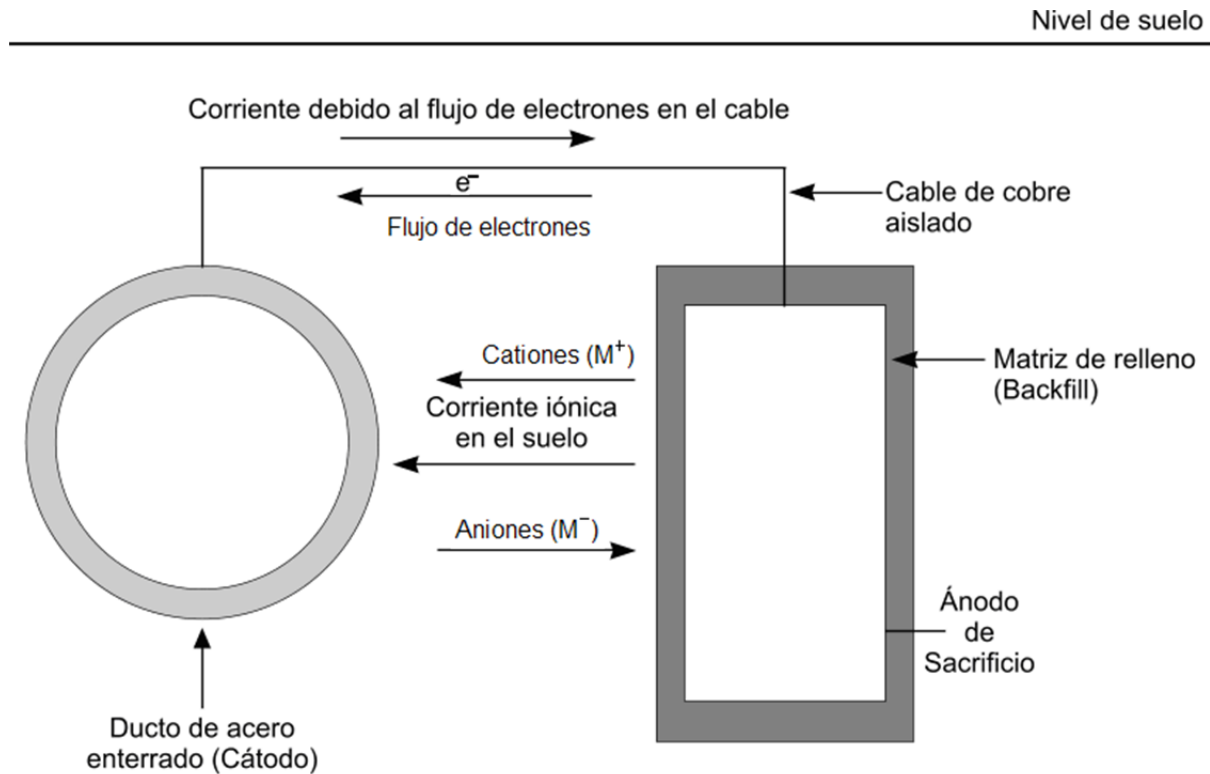 Nivel de suelo
Corriente debido al flujo de electrones en el cable
e⁻
Flujo de electrones
Cable de cobre
aislado
Cationes (M⁺)
Corriente iónica
en el suelo
Aniones (M⁻)
Matriz de relleno
(Backfill)
Ánodo
de
Sacrificio
Ducto de acero
enterrado (Cátodo)